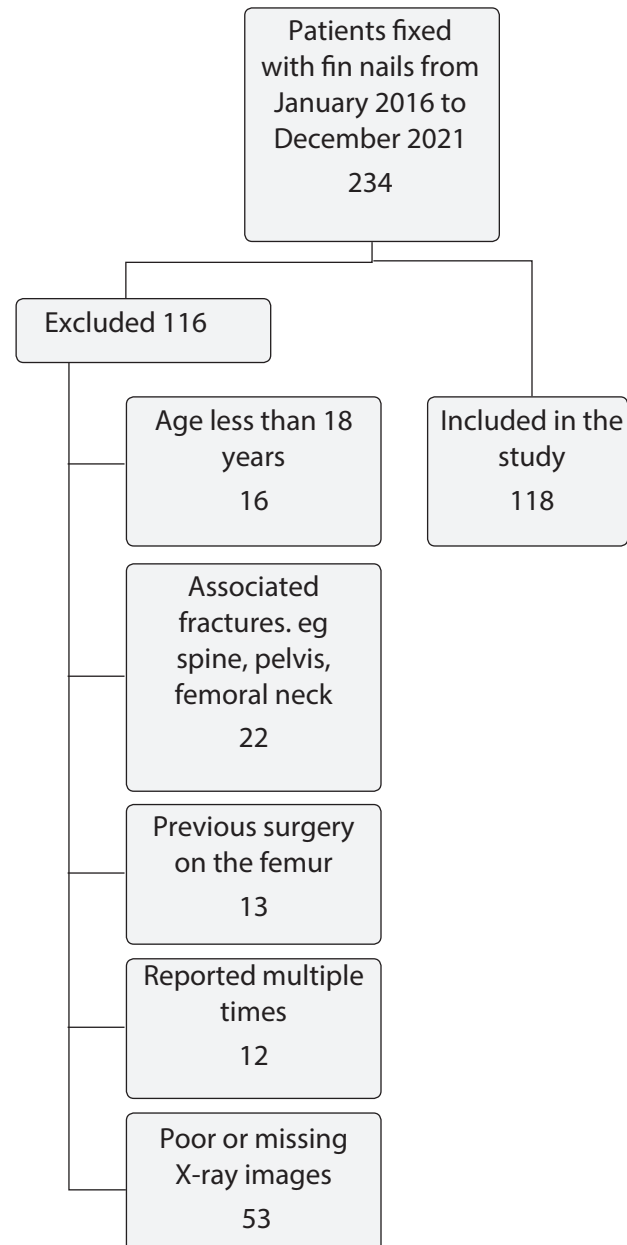 Patients fixed
with fin nails from
January 2016 to
December 2021
234
Excluded 116
Included in the
study
118
Age less than 18
years
16
Associated
fractures. eg
spine, pelvis,
femoral neck
22
Previous surgery
on the femur
13
Reported multiple
times
12
Poor or missing
X-ray images
53